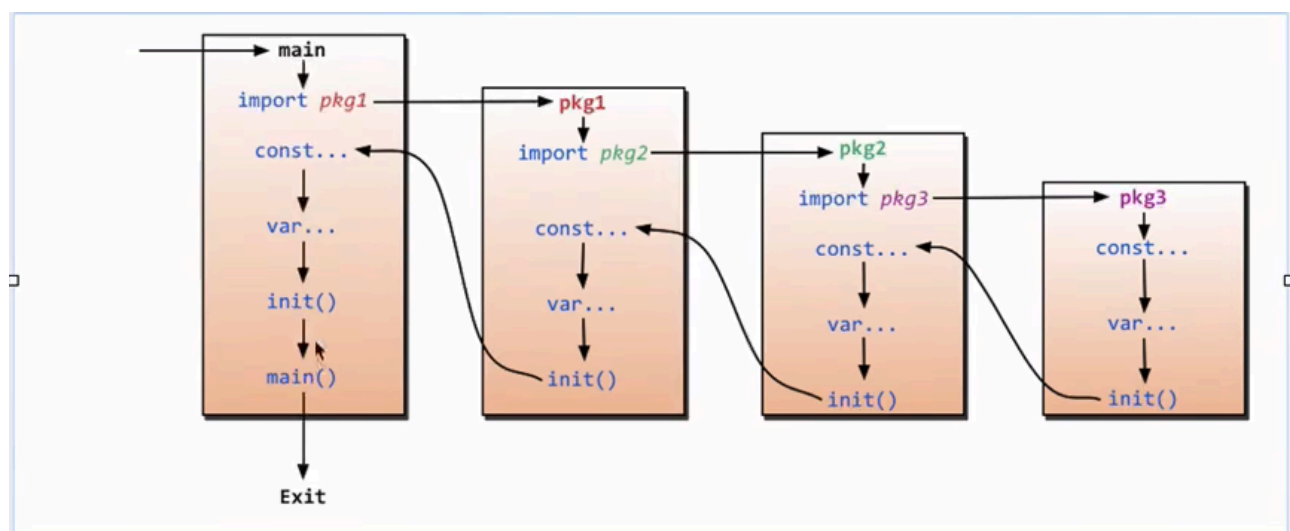 main
import pkg1
const...
var...
init()
main()
Exit
pkg1
import pkg2
const...
var...
init()
pkg2
import pkg3
const...
var...
init()
pkg3
const...
var...
init()